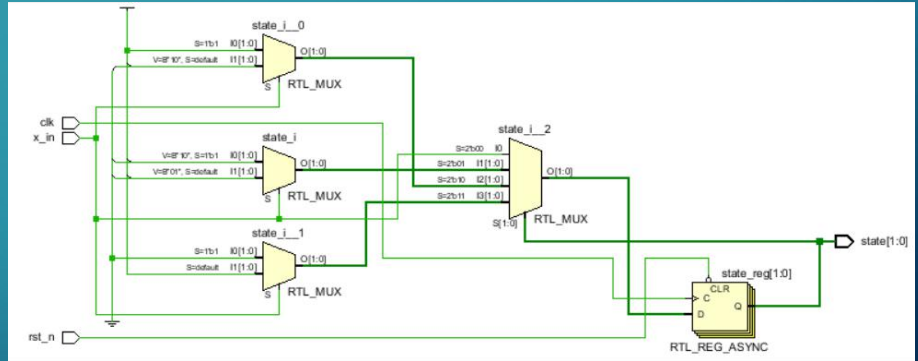 state_i__0
S=1'b1 I0[1:0]
V=B"10", S=default I1[1:0]
O[1:0]
S
RTL_MUX
clk
x_in
state_i
V=B"10", S=1'b1 I0[1:0]
V=B"01", S=default I1[1:0]
O[1:0]
S
RTL_MUX
state_i__2
S=2'b00 I0
S=2'b01 I1[1:0]
S=2'b10 I2[1:0]
S=2'b11 I3[1:0]
O[1:0]
S[1:0]
RTL_MUX
state_i__1
S=1'b1 I0[1:0]
S=default I1[1:0]
O[1:0]
S
RTL_MUX
state[1:0]
state_reg[1:0]
CLR
C
D
Q
RTL_REG_ASYNC
rst_n